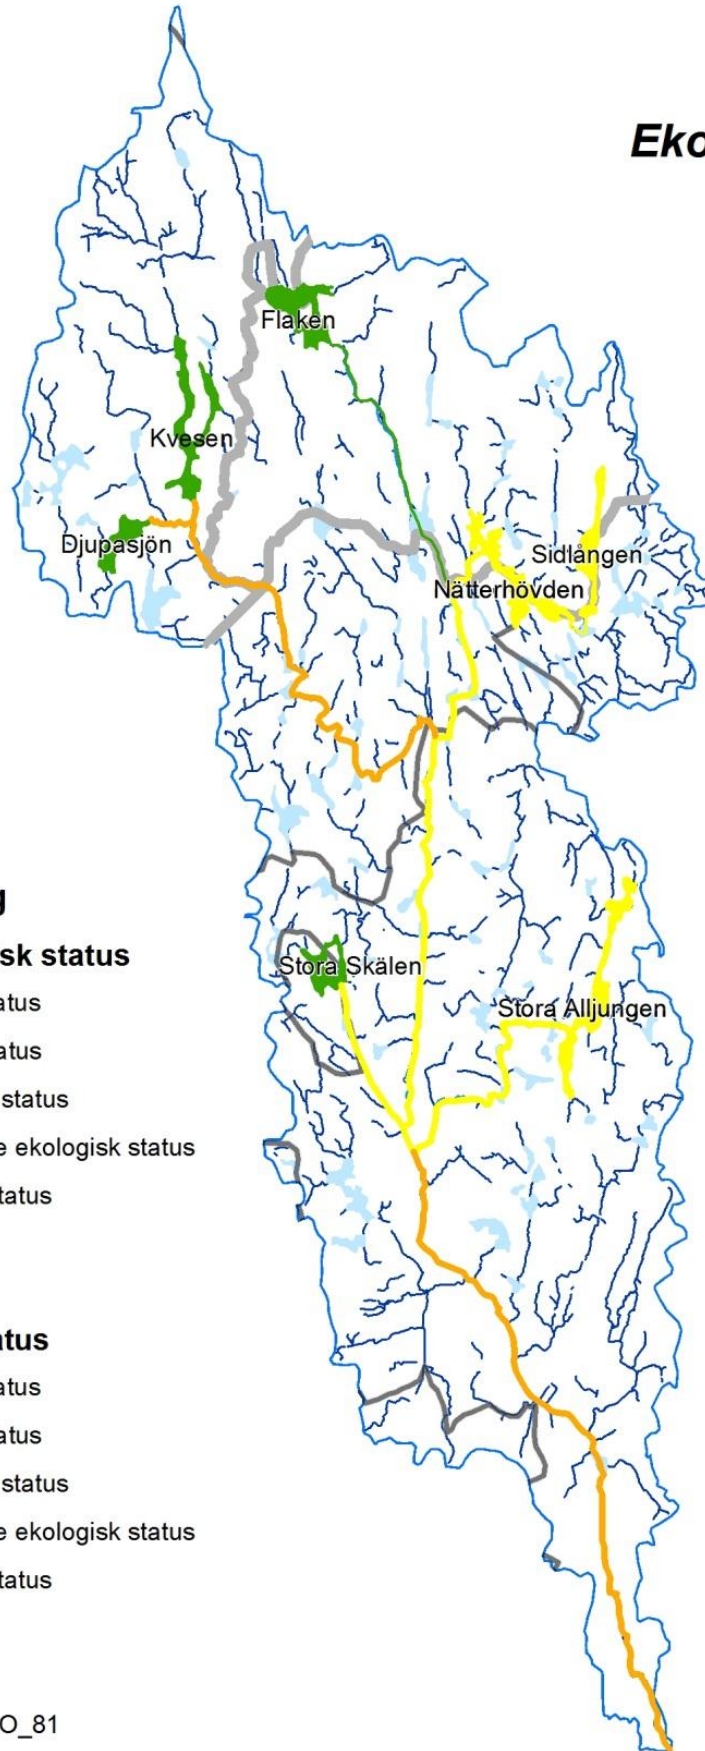 Eko
Flaken
Kvesen
Djupasjön
Sidlången
Nätterhövden
g
sk status
Stora Skälen
atus
Stora Alljungen
atus
status
e ekologisk status
tatus
atus
atus
atus
status
e ekologisk status
tatus
O_81